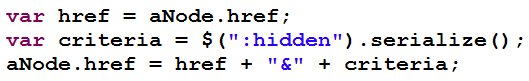 var href = aNode.href;
var criteria = $(":hidden").serialize();
aNode.href = href + "&" + criteria;